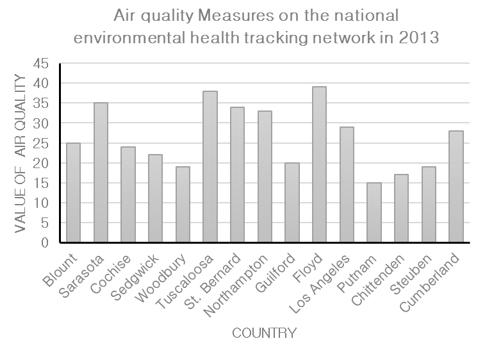 Air quality Measures on the national
environmental health tracking network in 2013
VALUE OF AIR QUALITY
45
40
35
30
25
20
15
10
5
0
Blount
Sarasota
Cochise
Sedgwick
Woodbury
Tuscaloosa
St. Bernard
Northampton
Guilford
Floyd
Los Angeles
Putnam
Chittenden
Steuben
Cumberland
COUNTRY